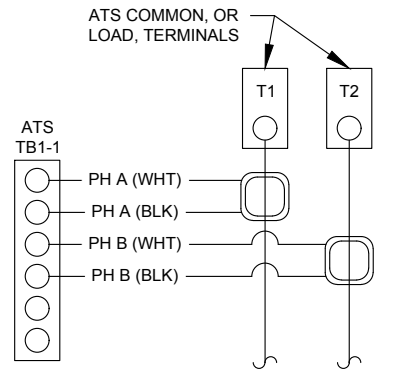 ATS COMMON, OR
LOAD, TERMINALS
T1
T2
ATS
TB1-1
PH A (WHT)
PH A (BLK)
PH B (WHT)
PH B (BLK)